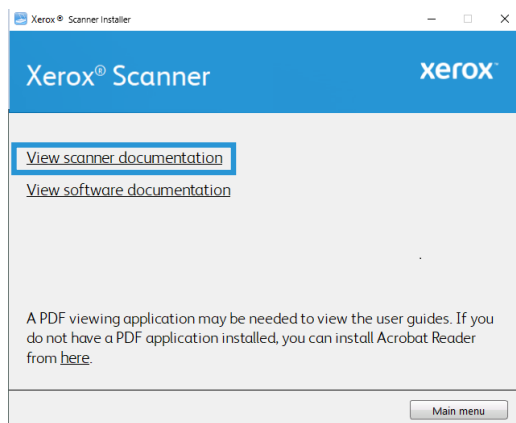 Xerox® Scanner Installer
Xerox® Scanner
xerox™
View scanner documentation
View software documentation
.
A PDF viewing application may be needed to view the user guides. If you
do not have a PDF application installed, you can install Acrobat Reader
from here.
Main menu